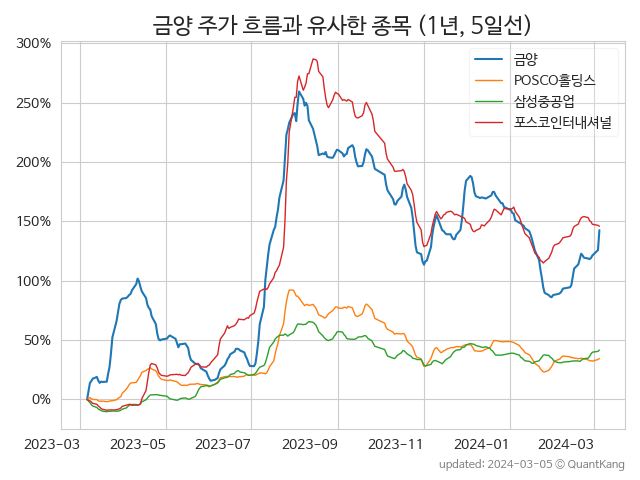 금양 주가 흐름과 유사한 종목 (1년, 5일선)
300%
250%
200%
150%
100%
50%
0%
금양
POSCO홀딩스
삼성중공업
포스코인터내셔널
2023-03
2023-05
2023-07
2023-09
2023-11
2024-01
2024-03
updated: 2024-03-05 © QuantKang